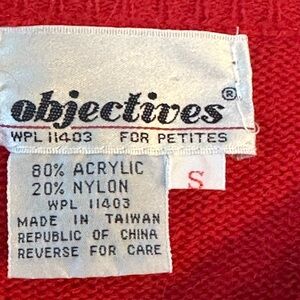 objectives®
WPL 11403 FOR PETITES
80% ACRYLIC
20% NYLON
WPL 11403
MADE IN TAIWAN
REPUBLIC OF CHINA
REVERSE FOR CARE
S